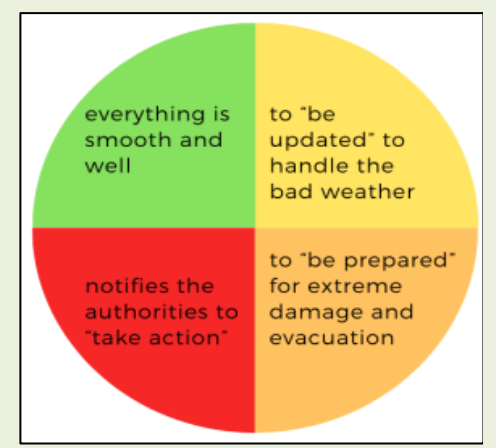 everything is
smooth and
well
to “be
updated” to
handle the
bad weather
notifies the
authorities to
“take action”
to “be prepared”
for extreme
damage and
evacuation